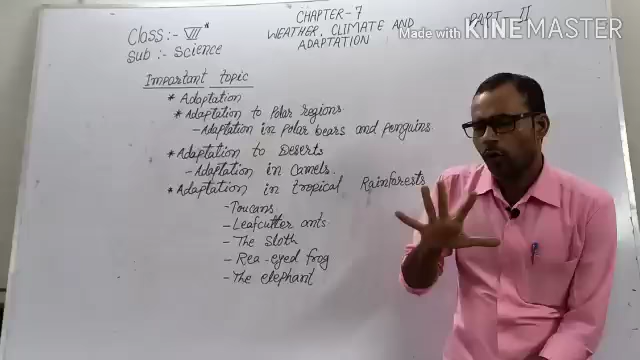 Class:- VII"
Sub :- Science
CHAPTER-7
WEATHER, CLIMATE AND
ADAPTATION
PART II
Made with KINEMASTER
Important topic
* Adaptation
* Adaptation to Polar regions.
- Adaptation in Polar bears and penguins.
* Adaptation to Deserts
- Adaptation in Camels.
* Adaptation in tropical Rainforests
- Toucans
- Leafcutter ants
- The Sloth
- Rea-eyed frog
- The elephant